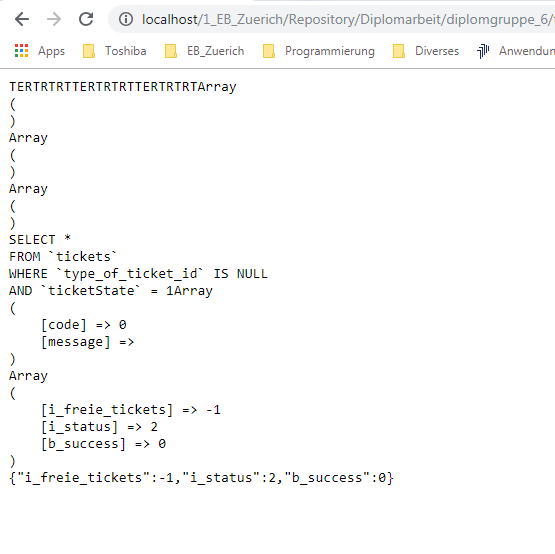 localhost/1_EB_Zuerich/Repository/Diplomarbeit/diplomgruppe_6/
Apps Toshiba EB_Zuerich Programmierung Diverses Anwendun
TERTRTRTTERTRTRTTERTRTRTArray
(
)
Array
(
)
Array
(
)
SELECT *
FROM `tickets`
WHERE `type_of_ticket_id` IS NULL
AND `ticketState` = 1Array
(
[code] => 0
[message] =>
)
Array
(
[i_freie_tickets] => -1
[i_status] => 2
[b_success] => 0
)
{"i_freie_tickets":-1,"i_status":2,"b_success":0}